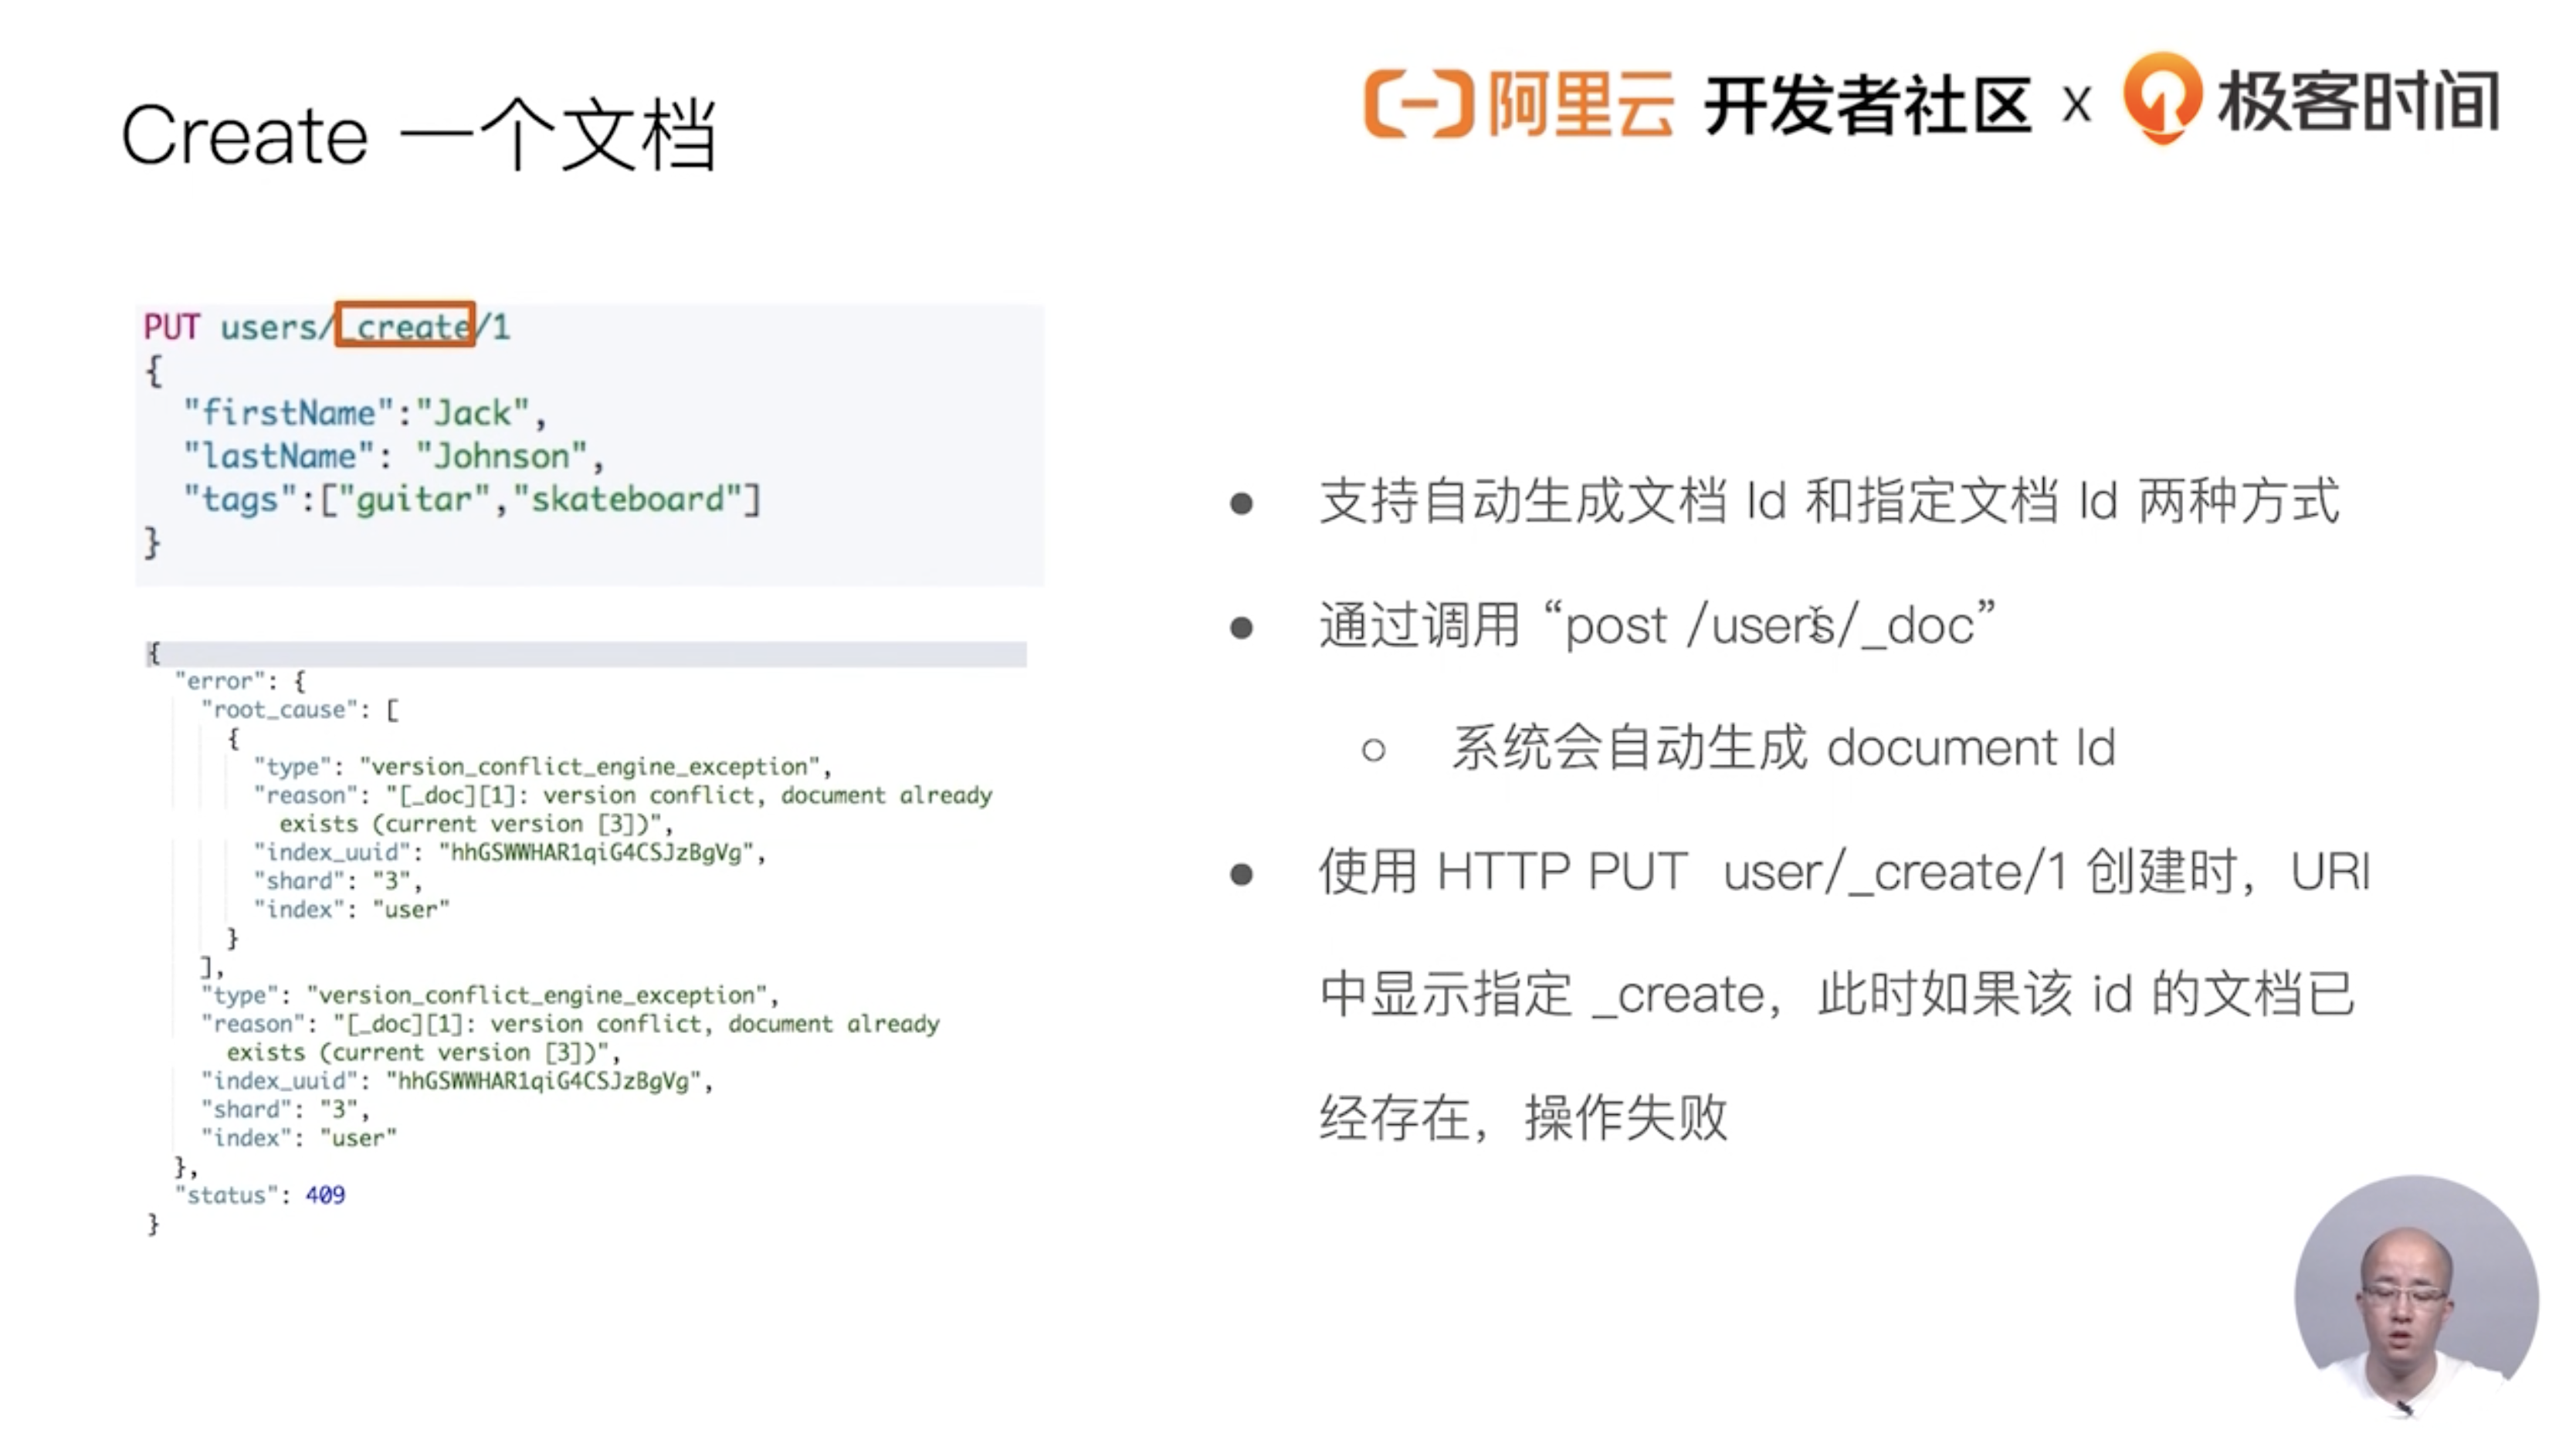 Create 一个文档
阿里云 开发者社区 x 极客时间
PUT users/_create/1
{
"firstName":"Jack",
"lastName": "Johnson",
"tags":["guitar","skateboard"]
}
{
"error": {
"root_cause": [
{
"type": "version_conflict_engine_exception",
"reason": "[_doc][1]: version conflict, document already
exists (current version [3])",
"index_uuid": "hhGSWWHAR1qiG4CSJzBgVg",
"shard": "3",
"index": "user"
}
],
"type": "version_conflict_engine_exception",
"reason": "[_doc][1]: version conflict, document already
exists (current version [3])",
"index_uuid": "hhGSWWHAR1qiG4CSJzBgVg",
"shard": "3",
"index": "user"
},
"status": 409
}
● 支持自动生成文档 Id 和指定文档 Id 两种方式
● 通过调用 “post /users/_doc”
○ 系统会自动生成 document Id
● 使用 HTTP PUT user/_create/1 创建时，URI
中显示指定 _create，此时如果该 id 的文档已
经存在，操作失败